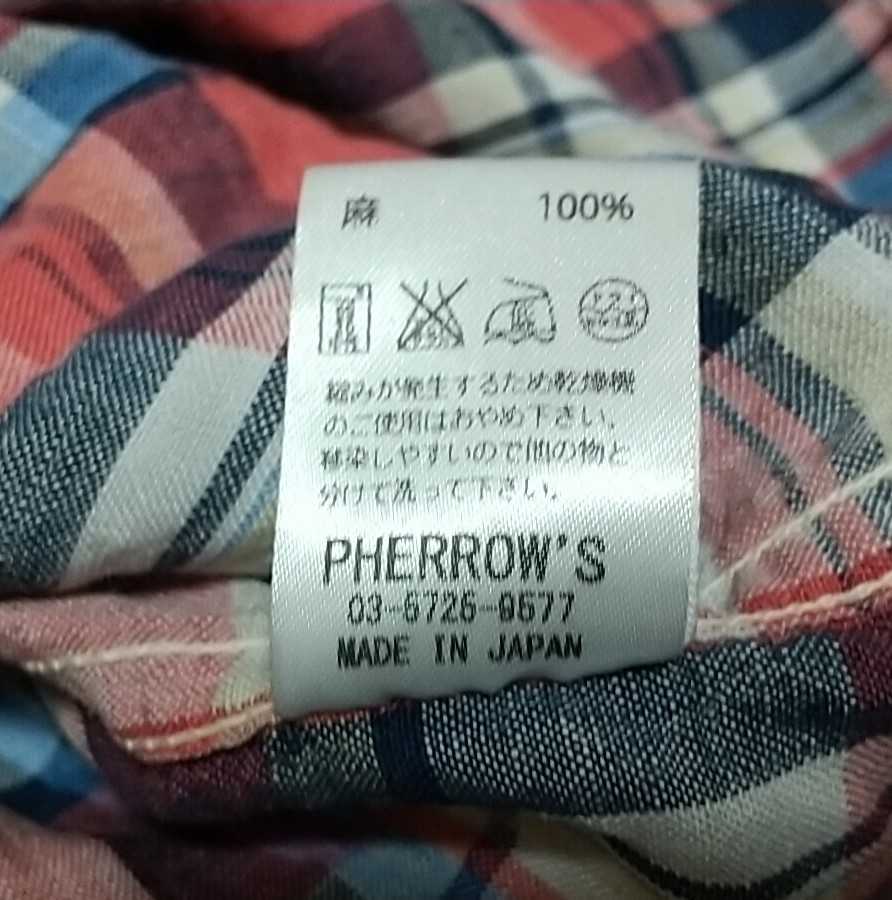 麻 100%
縮みが発生するため乾燥機
のご使用はおやめ下さい。
移染しやすいので他の物と
分けて洗って下さい。
PHERROW'S
03-6726-9677
MADE IN JAPAN